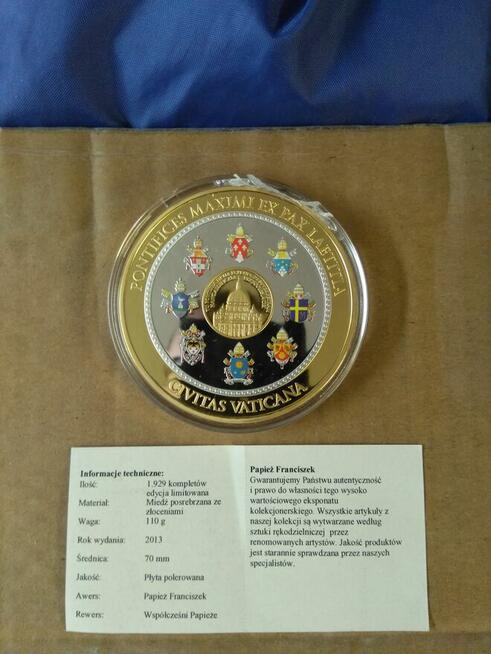 PONTIFICES MAXIMI EX PAX LAETITIA
CIVITAS VATICANA
Informacje techniczne:
Ilość: 1.929 kompletów
edycja limitowana
Materiał: Miedź posrebrzana ze
złoceniami
Waga: 110 g
Rok wydania: 2013
Średnica: 70 mm
Jakość: Płyta polerowana
Awers: Papież Franciszek
Rewers: Współcześni Papieże
Papież Franciszek
Gwarantujemy Państwu autentyczność
i prawo do własności tego wysoko
wartościowego eksponatu
kolekcjonerskiego. Wszystkie artykuły z
naszej kolekcji są wytwarzane według
sztuki rękodzielniczej przez
renomowanych artystów. Jakość produktów
jest starannie sprawdzana przez naszych
specjalistów.